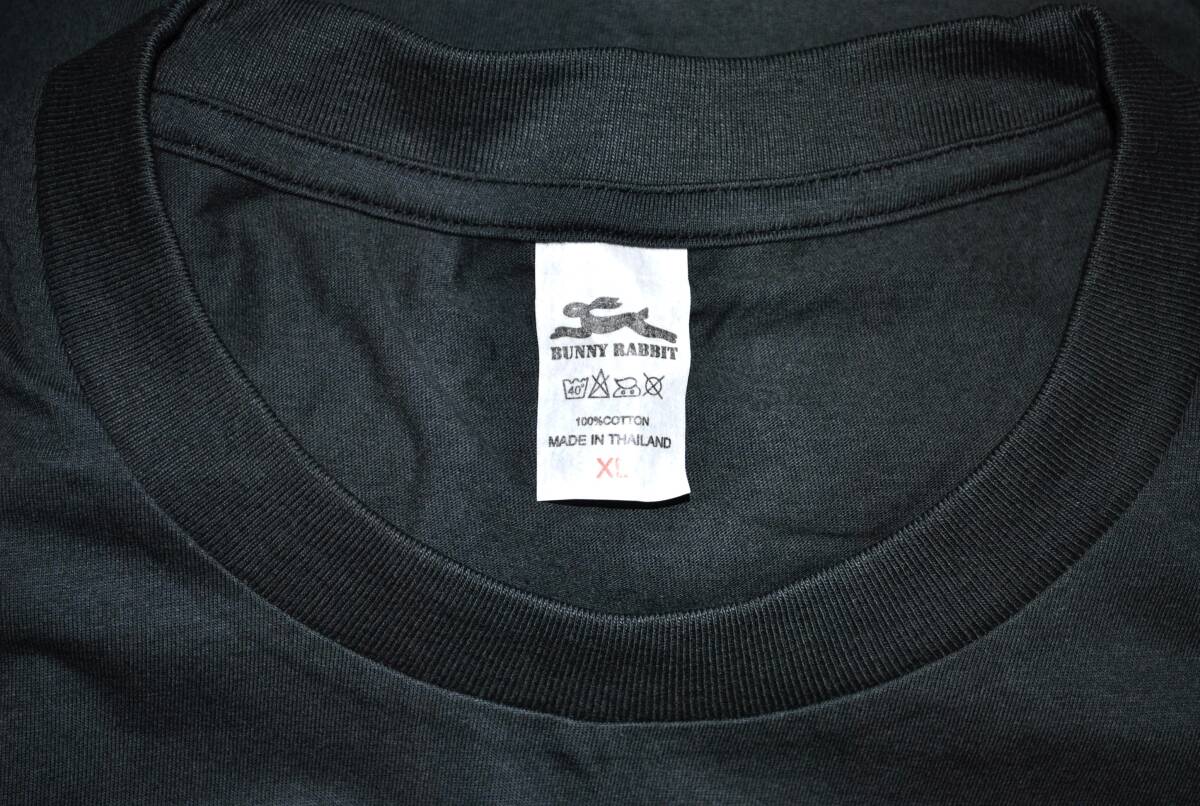 BUNNY RABBIT
40°
100%COTTON
MADE IN THAILAND
XL